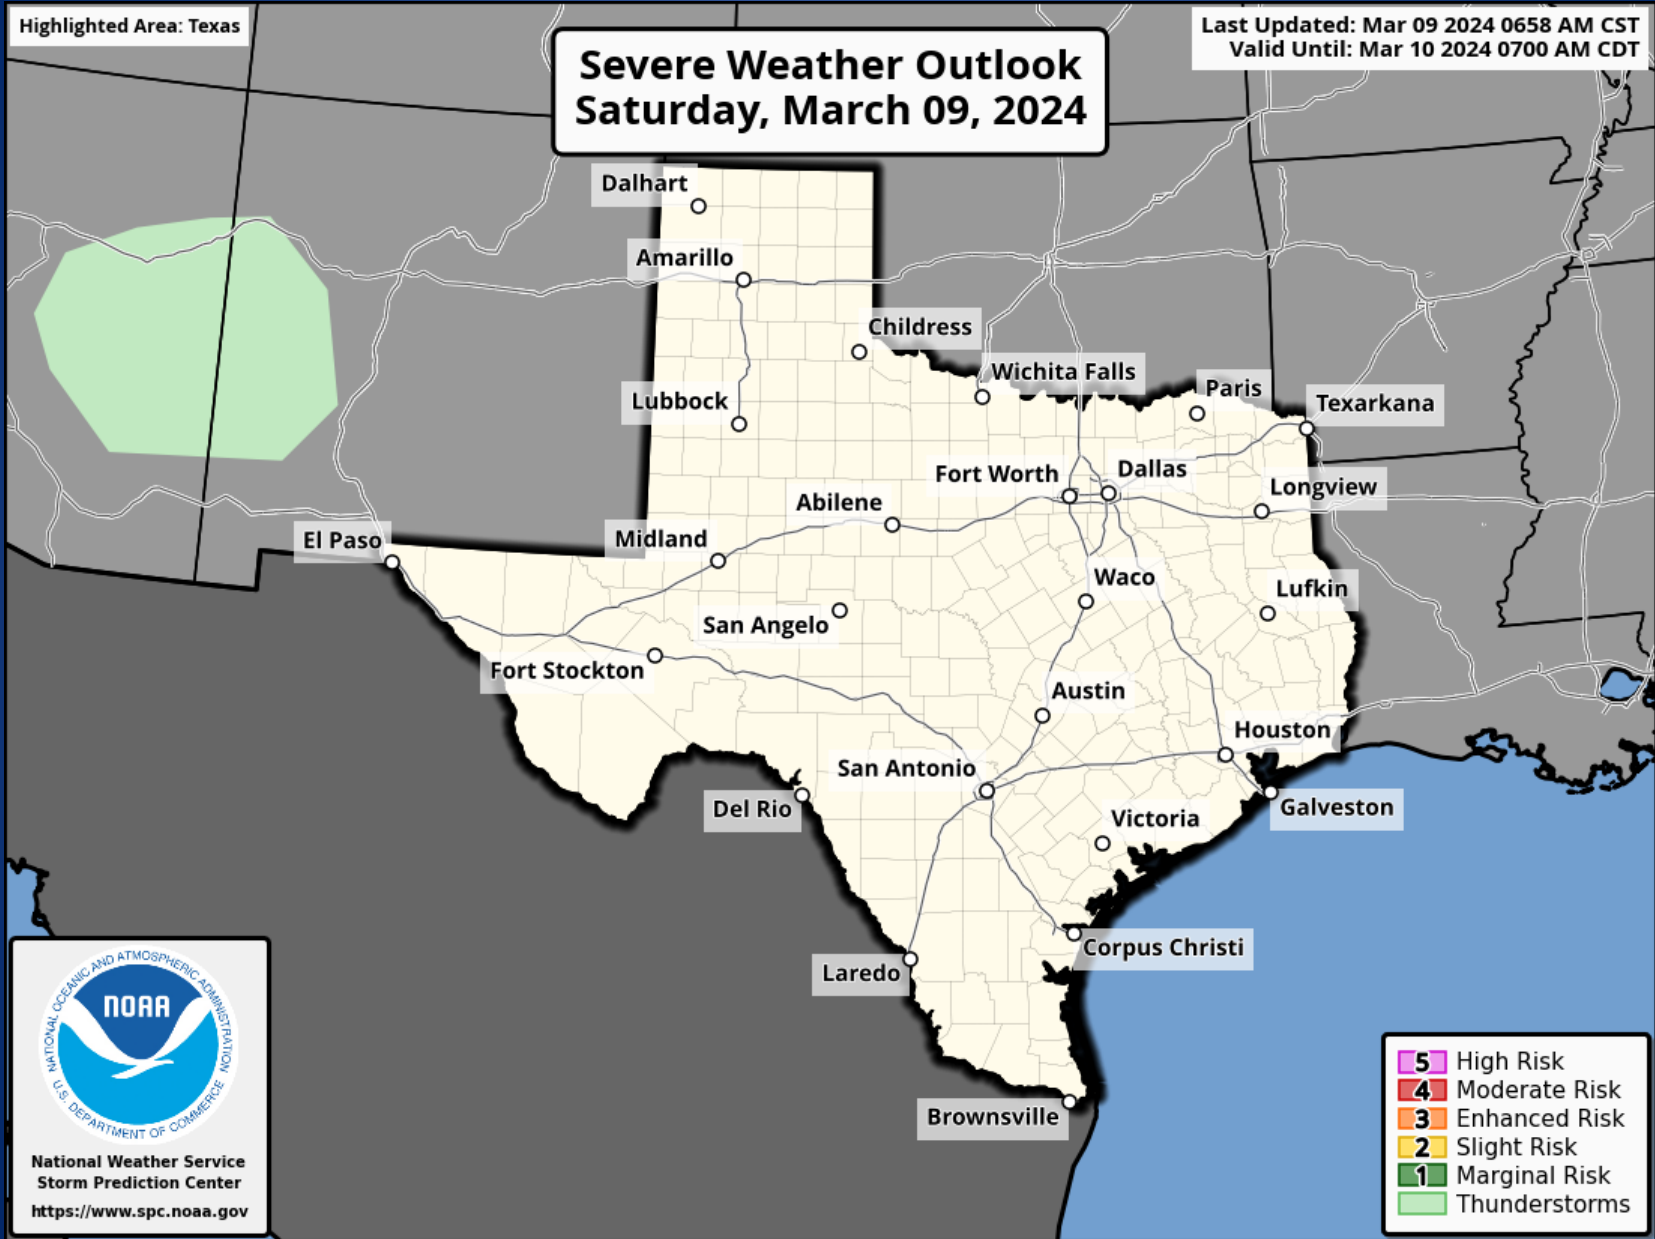 Highlighted Area: Texas
Last Updated: Mar 09 2024 0658 AM CST
Valid Until: Mar 10 2024 0700 AM CDT
Severe Weather Outlook
Saturday, March 09, 2024
Dalhart
Amarillo
Childress
Wichita Falls
Paris
Texarkana
Lubbock
Fort Worth
Dallas
Longview
Abilene
El Paso
Midland
Waco
Lufkin
San Angelo
Fort Stockton
Austin
Houston
San Antonio
Del Rio
Galveston
Victoria
Corpus Christi
Laredo
Brownsville
NATIONAL OCEANIC AND ATMOSPHERIC ADMINISTRATION
NOAA
U.S. DEPARTMENT OF COMMERCE
National Weather Service
Storm Prediction Center
https://www.spc.noaa.gov
5 High Risk
4 Moderate Risk
3 Enhanced Risk
2 Slight Risk
1 Marginal Risk
Thunderstorms